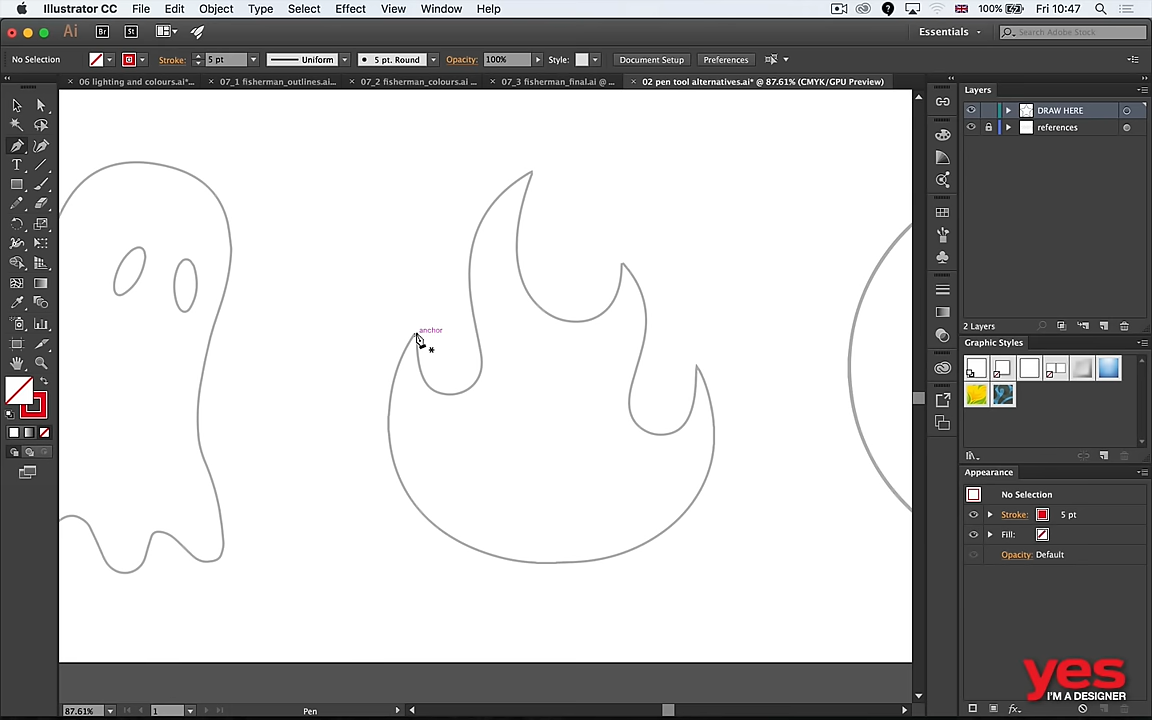 Illustrator CC File Edit Object Type Select Effect View Window Help 100% Fri 10:47
Ai Br St Essentials Search Adobe Stock
No Selection Stroke: 5 pt Uniform 5 pt. Round Opacity: 100% Style: Document Setup Preferences
× 06 lighting and colours.ai*... × 07_1 fisherman_outlines.ai... × 07_2 fisherman_colours.ai ... × 07_3 fisherman_final.ai @ ... × 02 pen tool alternatives.ai* @ 87.61% (CMYK/GPU Preview)
Layers
DRAW HERE
references
anchor
2 Layers
Graphic Styles
Appearance
No Selection
Stroke: 5 pt
Fill:
Opacity: Default
yes
I'M A DESIGNER
87.61% 1 Pen
fx